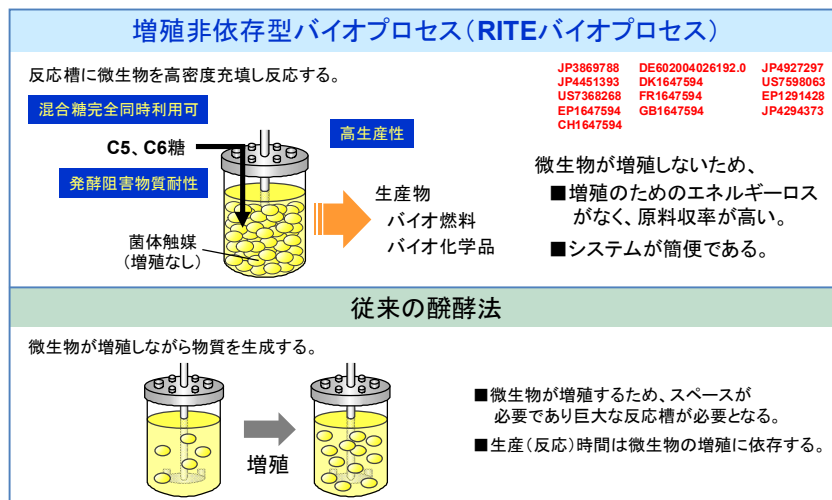 増殖非依存型バイオプロセス（RITEバイオプロセス）
反応槽に微生物を高密度充填し反応する。
混合糖完全同時利用可
高生産性
C5、C6糖
発酵阻害物質耐性
菌体触媒
（増殖なし）
生産物
バイオ燃料
バイオ化学品
JP3869788 DE602004026192.0 JP4927297
JP4451393 DK1647594 US7598063
US7368268 FR1647594 EP1291428
EP1647594 GB1647594 JP4294373
CH1647594
微生物が増殖しないため、
■増殖のためのエネルギーロス
がなく、原料収率が高い。
■システムが簡便である。
従来の醗酵法
微生物が増殖しながら物質を生成する。
増殖
■微生物が増殖するため、スペースが
必要であり巨大な反応槽が必要となる。
■生産（反応）時間は微生物の増殖に依存する。